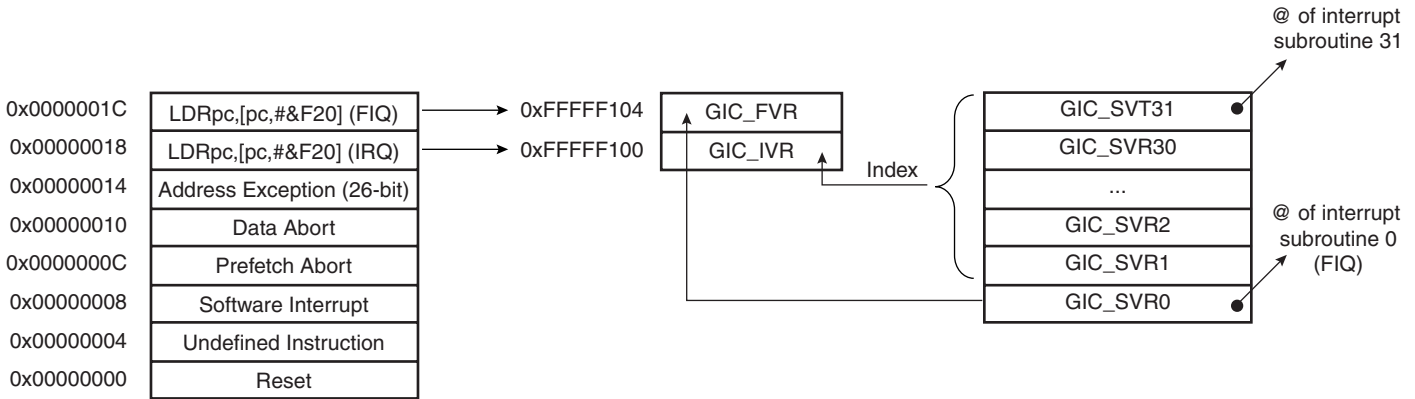 @ of interrupt
subroutine 31
0x0000001C
LDRpc,[pc,#&F20] (FIQ)
0xFFFFF104
GIC_FVR
GIC_SVT31
0x00000018
LDRpc,[pc,#&F20] (IRQ)
0xFFFFF100
GIC_IVR
GIC_SVR30
Index
0x00000014
Address Exception (26-bit)
...
0x00000010
Data Abort
GIC_SVR2
@ of interrupt
subroutine 0
(FIQ)
0x0000000C
Prefetch Abort
GIC_SVR1
0x00000008
Software Interrupt
GIC_SVR0
0x00000004
Undefined Instruction
0x00000000
Reset